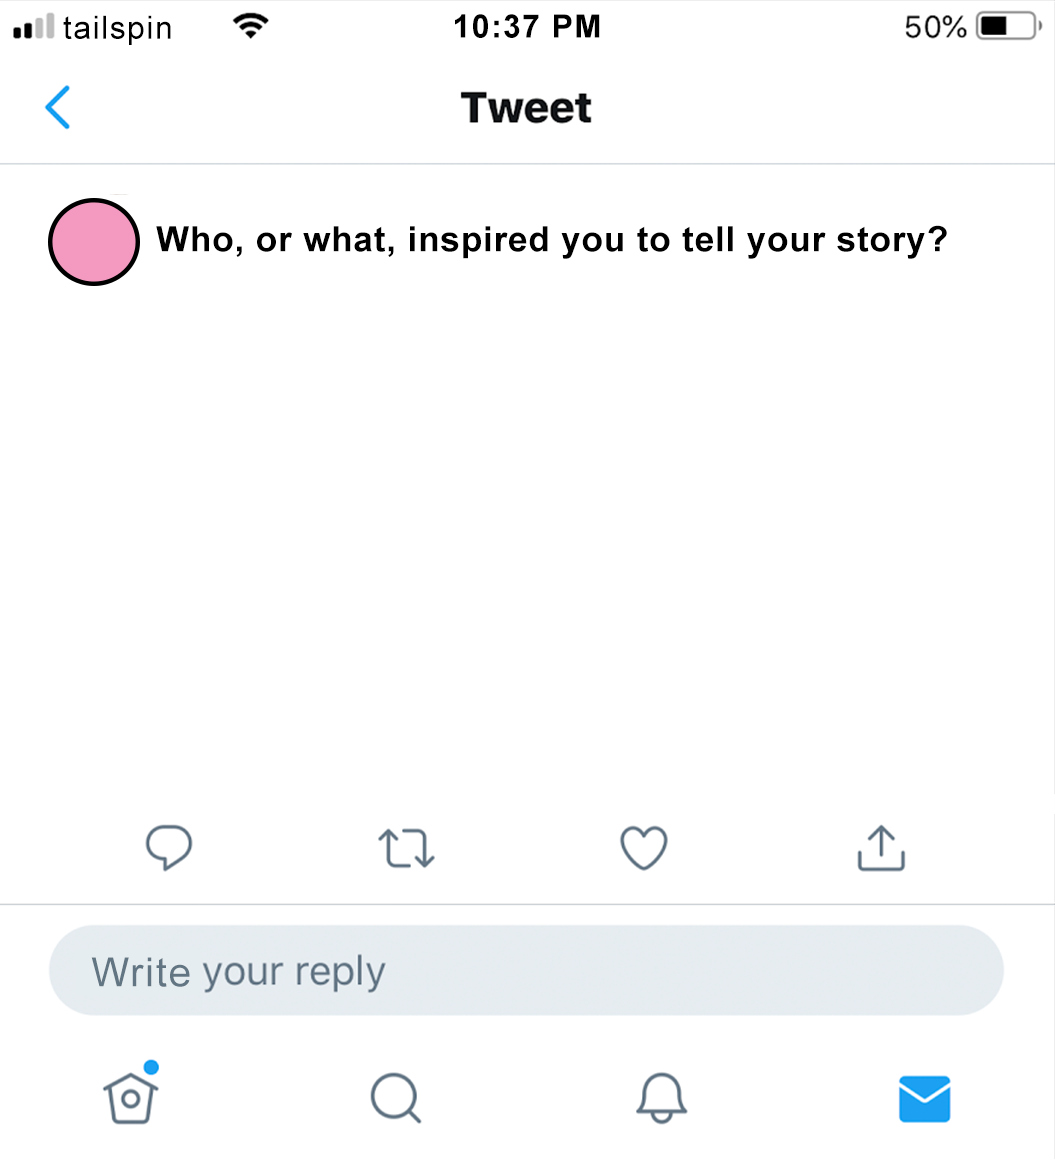 tailspin 10:37 PM 50%
Tweet
Who, or what, inspired you to tell your story?
Write your reply